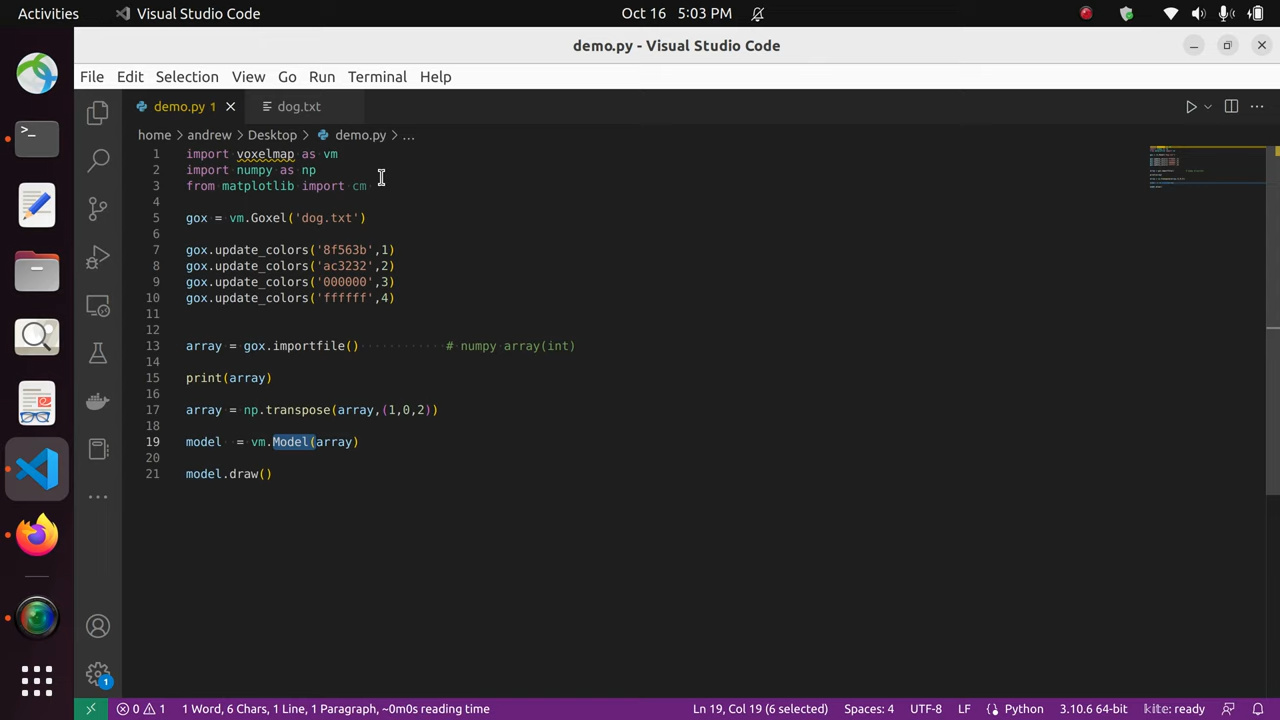 Activities
Visual Studio Code
Oct 16 5:03 PM
demo.py - Visual Studio Code
File Edit Selection View Go Run Terminal Help
demo.py 1
dog.txt
home > andrew > Desktop > demo.py > ...
1 import voxelmap as vm
2 import numpy as np
3 from matplotlib import cm
4
5 gox = vm.Goxel('dog.txt')
6
7 gox.update_colors('8f563b',1)
8 gox.update_colors('ac3232',2)
9 gox.update_colors('000000',3)
10 gox.update_colors('ffffff',4)
11
12
13 array = gox.importfile() # numpy array(int)
14
15 print(array)
16
17 array = np.transpose(array,(1,0,2))
18
19 model = vm.Model(array)
20
21 model.draw()
1
0 1 1 Word, 6 Chars, 1 Line, 1 Paragraph, ~0m0s reading time
Ln 19, Col 19 (6 selected) Spaces: 4 UTF-8 LF Python 3.10.6 64-bit kite: ready